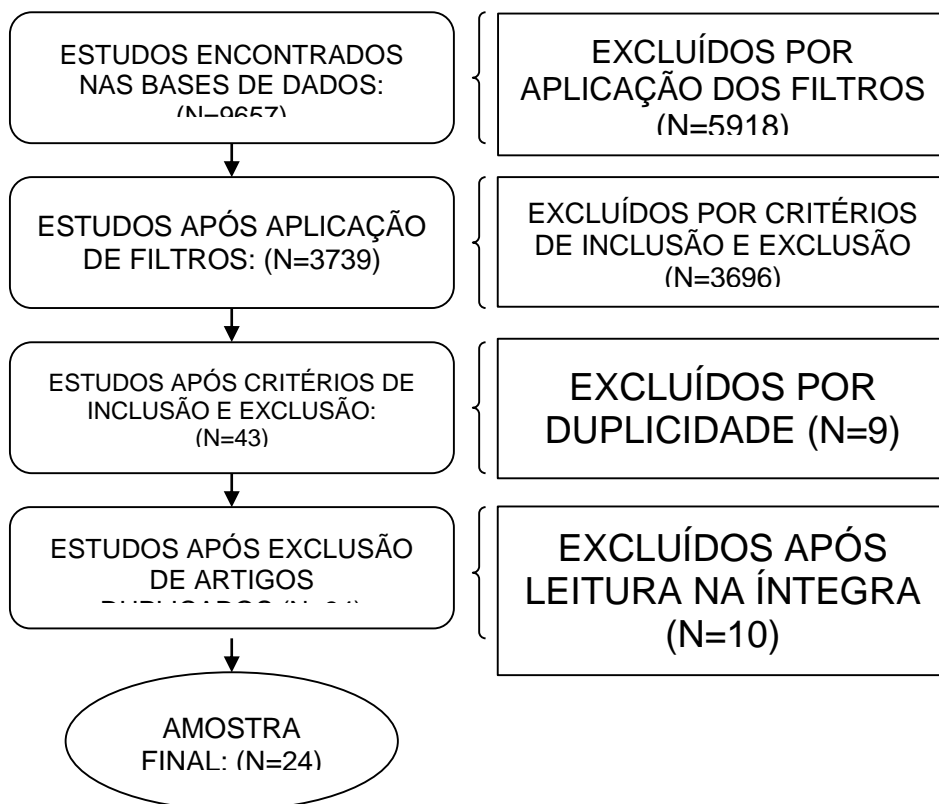 ESTUDOS ENCONTRADOS
NAS BASES DE DADOS:
(N=9657)
EXCLUÍDOS POR
APLICAÇÃO DOS FILTROS
(N=5918)
ESTUDOS APÓS APLICAÇÃO
DE FILTROS: (N=3739)
EXCLUÍDOS POR CRITÉRIOS
DE INCLUSÃO E EXCLUSÃO
(N=3696)
ESTUDOS APÓS CRITÉRIOS DE
INCLUSÃO E EXCLUSÃO:
(N=43)
EXCLUÍDOS POR
DUPLICIDADE (N=9)
ESTUDOS APÓS EXCLUSÃO
DE ARTIGOS
DUPLICADOS
EXCLUÍDOS APÓS
LEITURA NA ÍNTEGRA
(N=10)
AMOSTRA
FINAL: (N=24)